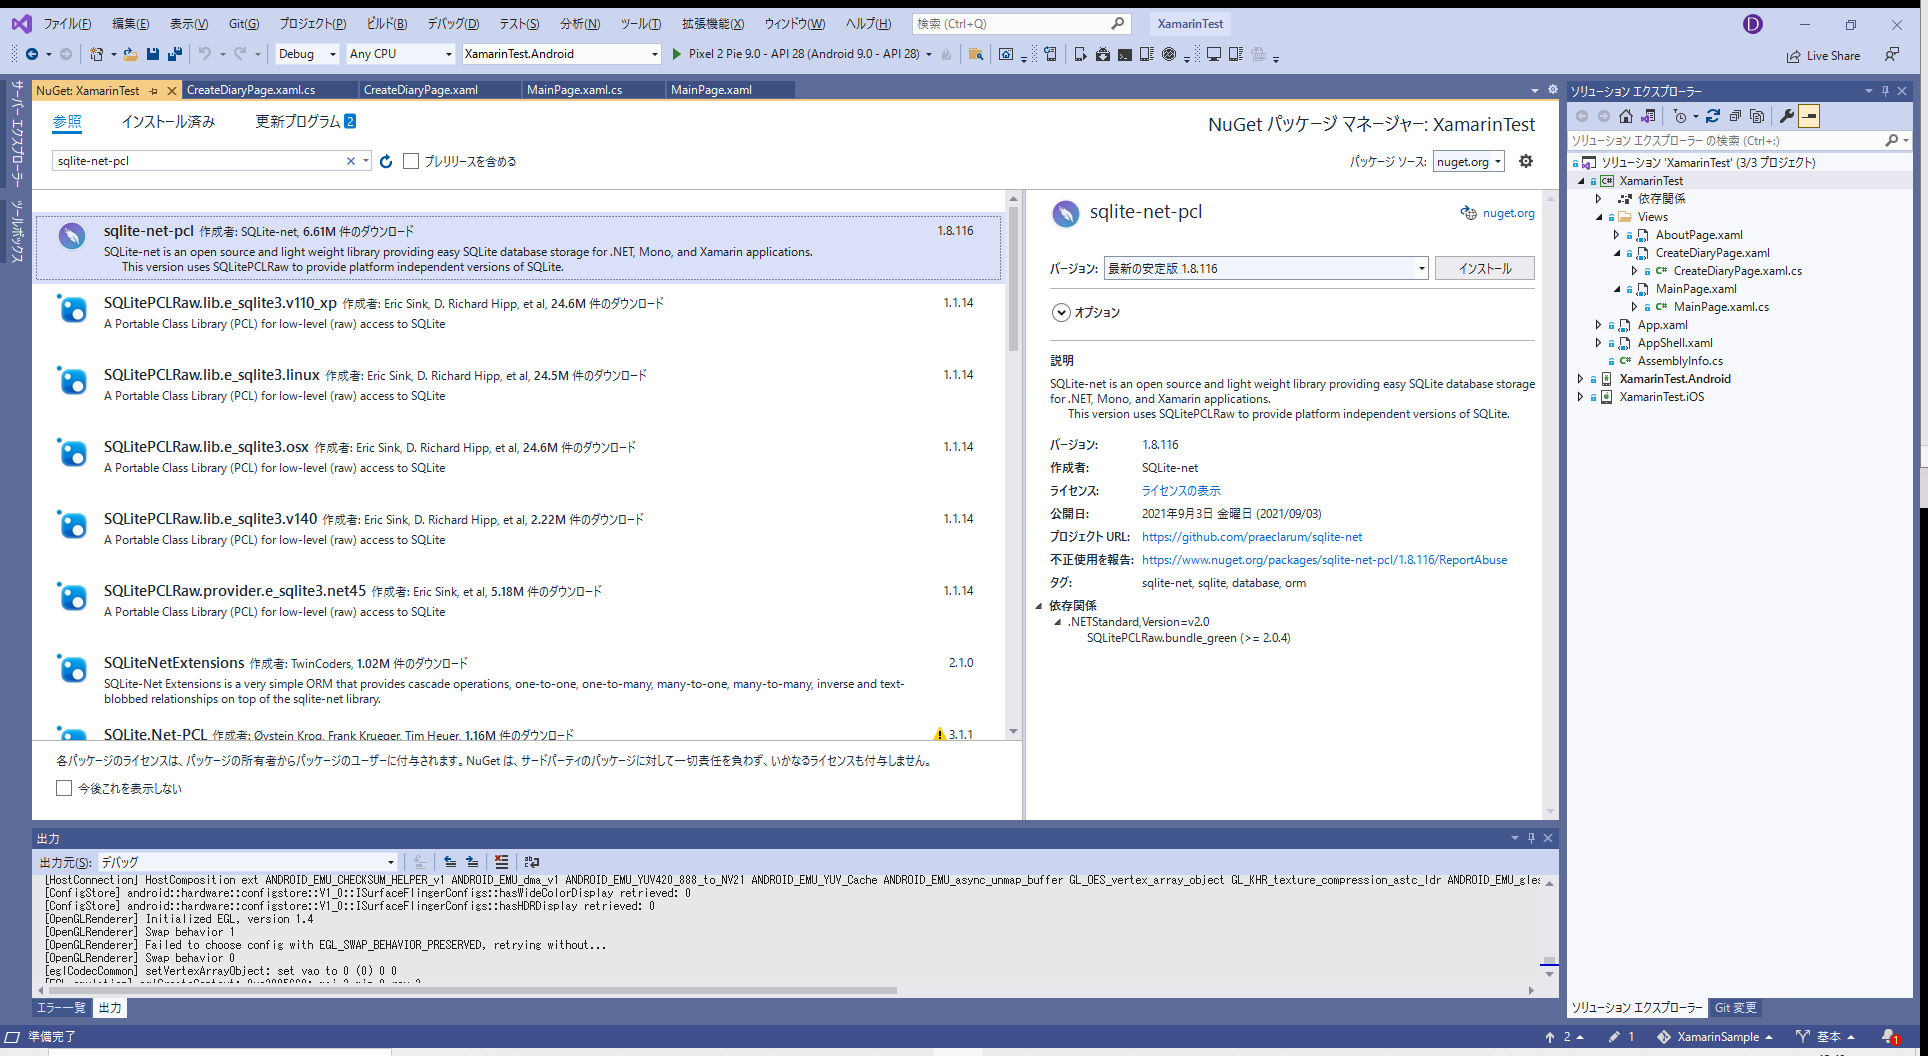 ファイル(F) 編集(E) 表示(V) Git(G) プロジェクト(P) ビルド(B) デバッグ(D) テスト(S) 分析(N) ツール(T) 拡張機能(X) ウィンドウ(W) ヘルプ(H) 検索 (Ctrl+Q) XamarinTest D
Debug Any CPU XamarinTest.Android Pixel 2 Pie 9.0 - API 28 (Android 9.0 - API 28) Live Share
サーバー エクスプローラー
ツールボックス
NuGet: XamarinTest CreateDiaryPage.xaml.cs CreateDiaryPage.xaml MainPage.xaml.cs MainPage.xaml
参照 インストール済み 更新プログラム 2
NuGet パッケージ マネージャー: XamarinTest
sqlite-net-pcl プレリリースを含める
パッケージ ソース: nuget.org
sqlite-net-pcl 作成者: SQLite-net, 6.61M 件のダウンロード 1.8.116
SQLite-net is an open source and light weight library providing easy SQLite database storage for .NET, Mono, and Xamarin applications.
This version uses SQLitePCLRaw to provide platform independent versions of SQLite.
SQLitePCLRaw.lib.e_sqlite3.v110_xp 作成者: Eric Sink, D. Richard Hipp, et al, 24.6M 件のダウンロード 1.1.14
A Portable Class Library (PCL) for low-level (raw) access to SQLite
SQLitePCLRaw.lib.e_sqlite3.linux 作成者: Eric Sink, D. Richard Hipp, et al, 24.5M 件のダウンロード 1.1.14
A Portable Class Library (PCL) for low-level (raw) access to SQLite
SQLitePCLRaw.lib.e_sqlite3.osx 作成者: Eric Sink, D. Richard Hipp, et al, 24.6M 件のダウンロード 1.1.14
A Portable Class Library (PCL) for low-level (raw) access to SQLite
SQLitePCLRaw.lib.e_sqlite3.v140 作成者: Eric Sink, D. Richard Hipp, et al, 2.22M 件のダウンロード 1.1.14
A Portable Class Library (PCL) for low-level (raw) access to SQLite
SQLitePCLRaw.provider.e_sqlite3.net45 作成者: Eric Sink, et al, 5.18M 件のダウンロード 1.1.14
A Portable Class Library (PCL) for low-level (raw) access to SQLite
SQLiteNetExtensions 作成者: TwinCoders, 1.02M 件のダウンロード 2.1.0
SQLite-Net Extensions is a very simple ORM that provides cascade operations, one-to-one, one-to-many, many-to-one, many-to-many, inverse and text-
blobbed relationships on top of the sqlite-net library.
SQLite.Net-PCL 作成者: Øystein Krog, Frank Krueger, Tim Heuer, 1.16M 件のダウンロード 3.1.1
各パッケージのライセンスは、パッケージの所有者からパッケージのユーザーに付与されます。NuGet は、サードパーティのパッケージに対して一切責任を負わず、いかなるライセンスも付与しません。
今後これを表示しない
sqlite-net-pcl nuget.org
バージョン: 最新の安定版 1.8.116 インストール
オプション
説明
SQLite-net is an open source and light weight library providing easy SQLite database storage
for .NET, Mono, and Xamarin applications.
This version uses SQLitePCLRaw to provide platform independent versions of SQLite.
バージョン: 1.8.116
作成者: SQLite-net
ライセンス: ライセンスの表示
公開日: 2021年9月3日 金曜日 (2021/09/03)
プロジェクト URL: https://github.com/praeclarum/sqlite-net
不正使用を報告: https://www.nuget.org/packages/sqlite-net-pcl/1.8.116/ReportAbuse
タグ: sqlite-net, sqlite, database, orm
依存関係
.NETStandard,Version=v2.0
SQLitePCLRaw.bundle_green (>= 2.0.4)
ソリューション エクスプローラー
ソリューション エクスプローラー の検索 (Ctrl+:)
ソリューション 'XamarinTest' (3/3 プロジェクト)
XamarinTest
依存関係
Views
AboutPage.xaml
CreateDiaryPage.xaml
CreateDiaryPage.xaml.cs
MainPage.xaml
MainPage.xaml.cs
App.xaml
AppShell.xaml
AssemblyInfo.cs
XamarinTest.Android
XamarinTest.iOS
出力
出力元(S): デバッグ
[HostConnection] HostComposition ext ANDROID_EMU_CHECKSUM_HELPER_v1 ANDROID_EMU_dma_v1 ANDROID_EMU_YUV420_888_to_NV21 ANDROID_EMU_YUV_Cache ANDROID_EMU_async_unmap_buffer GL_OES_vertex_array_object GL_KHR_texture_compression_astc_ldr ANDROID_EMU_gles
[ConfigStore] android::hardware::configstore::V1_0::ISurfaceFlingerConfigs::hasWideColorDisplay retrieved: 0
[ConfigStore] android::hardware::configstore::V1_0::ISurfaceFlingerConfigs::hasHDRDisplay retrieved: 0
[OpenGLRenderer] Initialized EGL, version 1.4
[OpenGLRenderer] Swap behavior 1
[OpenGLRenderer] Failed to choose config with EGL_SWAP_BEHAVIOR_PRESERVED, retrying without...
[OpenGLRenderer] Swap behavior 0
[eglCodecCommon] setVertexArrayObject: set vao to 0 (0) 0 0
エラー一覧 出力
ソリューション エクスプローラー Git 変更
準備完了 2 1 XamarinSample 基本 1